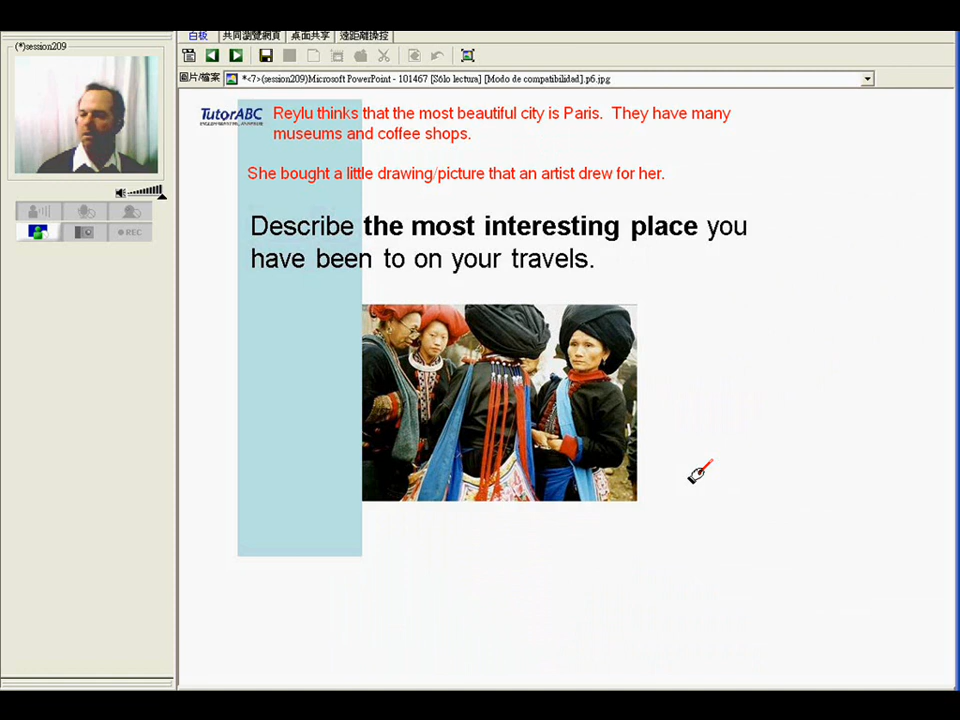 (*)session209
白板 共同瀏覽網頁 桌面共享 遠距離操控
圖片/檔案 *<7>(session209)Microsoft PowerPoint - 101467 [Sólo lectura] [Modo de compatibilidad].p6.jpg
TutorABC
Reylu thinks that the most beautiful city is Paris. They have many
museums and coffee shops.
She bought a little drawing/picture that an artist drew for her.
Describe the most interesting place you
have been to on your travels.
REC